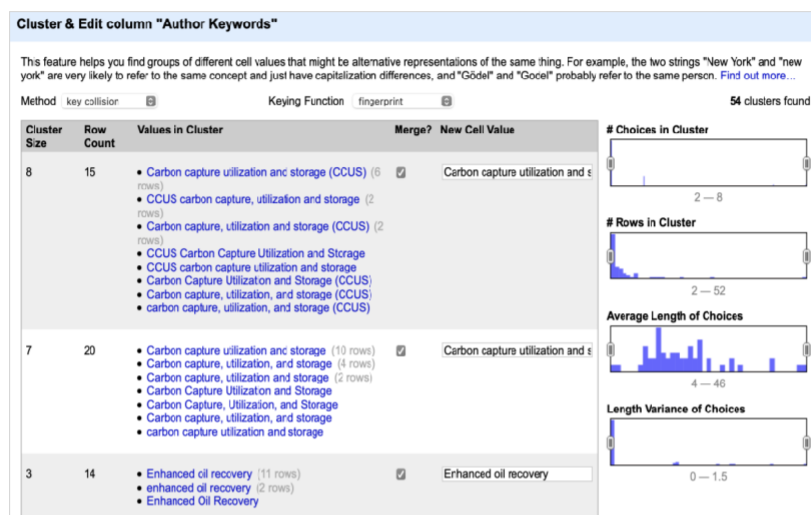 Cluster & Edit column "Author Keywords"
This feature helps you find groups of different cell values that might be alternative representations of the same thing. For example, the two strings "New York" and "new
york" are very likely to refer to the same concept and just have capitalization differences, and "Gödel" and "Godel" probably refer to the same person. Find out more...
Method key collision Keying Function fingerprint 54 clusters found
Cluster Size Row Count Values in Cluster Merge? New Cell Value
8 15
• Carbon capture utilization and storage (CCUS) (6
rows)
• CCUS carbon capture, utilization and storage (2
rows)
• Carbon capture, utilization and storage (CCUS) (2
rows)
• CCUS Carbon Capture Utilization and Storage
• CCUS carbon capture utilization and storage
• Carbon Capture Utilization and Storage (CCUS)
• Carbon capture, utilization, and storage (CCUS)
• carbon capture, utilization, and storage (CCUS)
Carbon capture utilization and s
7 20
• Carbon capture utilization and storage (10 rows)
• Carbon capture, utilization, and storage (4 rows)
• Carbon capture, utilization and storage (2 rows)
• Carbon Capture Utilization and Storage
• Carbon Capture, Utilization, and Storage
• Carbon capture, utilization, and storage
• carbon capture utilization and storage
Carbon capture utilization and s
3 14
• Enhanced oil recovery (11 rows)
• enhanced oil recovery (2 rows)
• Enhanced Oil Recovery
Enhanced oil recovery
# Choices in Cluster
2 — 8
# Rows in Cluster
2 — 52
Average Length of Choices
4 — 46
Length Variance of Choices
0 — 1.5